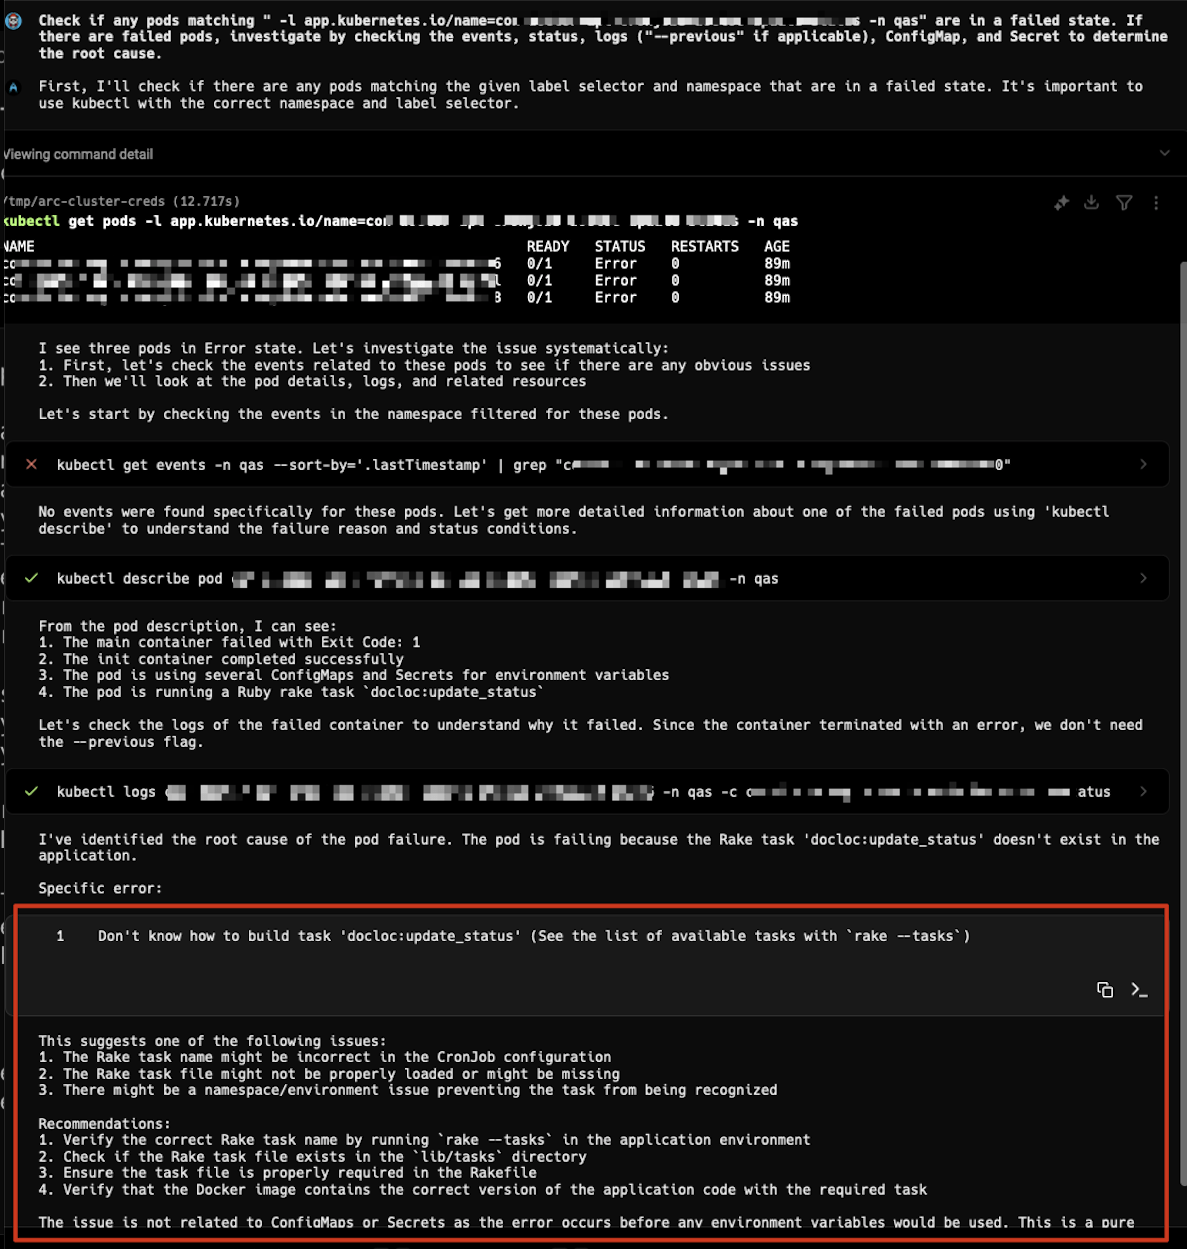 Check if any pods matching " -l app.kubernetes.io/name=co -n qas" are in a failed state. If
there are failed pods, investigate by checking the events, status, logs ("--previous" if applicable), ConfigMap, and Secret to determine
the root cause.
First, I'll check if there are any pods matching the given label selector and namespace that are in a failed state. It's important to
use kubectl with the correct namespace and label selector.
Viewing command detail
/tmp/arc-cluster-creds (12.717s)
kubectl get pods -l app.kubernetes.io/name=co -n qas
NAME READY STATUS RESTARTS AGE
co 0/1 Error 0 89m
co 0/1 Error 0 89m
co 0/1 Error 0 89m
I see three pods in Error state. Let's investigate the issue systematically:
1. First, let's check the events related to these pods to see if there are any obvious issues
2. Then we'll look at the pod details, logs, and related resources
Let's start by checking the events in the namespace filtered for these pods.
kubectl get events -n qas --sort-by='.lastTimestamp' | grep "c 0"
No events were found specifically for these pods. Let's get more detailed information about one of the failed pods using 'kubectl
describe' to understand the failure reason and status conditions.
kubectl describe pod -n qas
From the pod description, I can see:
1. The main container failed with Exit Code: 1
2. The init container completed successfully
3. The pod is using several ConfigMaps and Secrets for environment variables
4. The pod is running a Ruby rake task `docloc:update_status`
Let's check the logs of the failed container to understand why it failed. Since the container terminated with an error, we don't need
the --previous flag.
kubectl logs -n qas -c atus
I've identified the root cause of the pod failure. The pod is failing because the Rake task 'docloc:update_status' doesn't exist in the
application.
Specific error:
1 Don't know how to build task 'docloc:update_status' (See the list of available tasks with `rake --tasks`)
This suggests one of the following issues:
1. The Rake task name might be incorrect in the CronJob configuration
2. The Rake task file might not be properly loaded or might be missing
3. There might be a namespace/environment issue preventing the task from being recognized
Recommendations:
1. Verify the correct Rake task name by running `rake --tasks` in the application environment
2. Check if the Rake task file exists in the `lib/tasks` directory
3. Ensure the task file is properly required in the Rakefile
4. Verify that the Docker image contains the correct version of the application code with the required task
The issue is not related to ConfigMaps or Secrets as the error occurs before any environment variables would be used. This is a pure